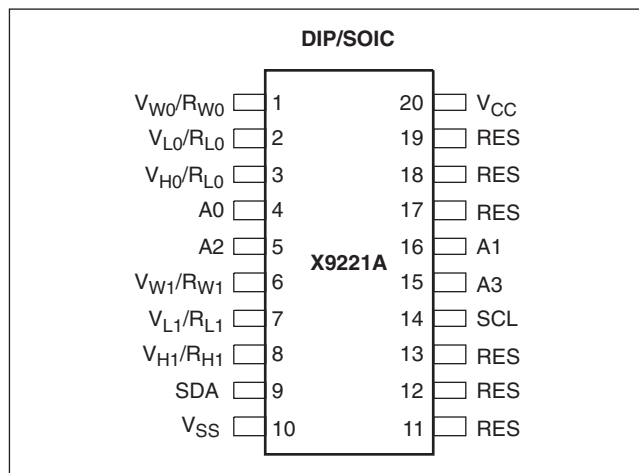 DIP/SOIC
VW0/RW0 1 20 VCC
VL0/RL0 2 19 RES
VH0/RL0 3 18 RES
A0 4 17 RES
A2 5 16 A1
X9221A
VW1/RW1 6 15 A3
VL1/RL1 7 14 SCL
VH1/RH1 8 13 RES
SDA 9 12 RES
VSS 10 11 RES